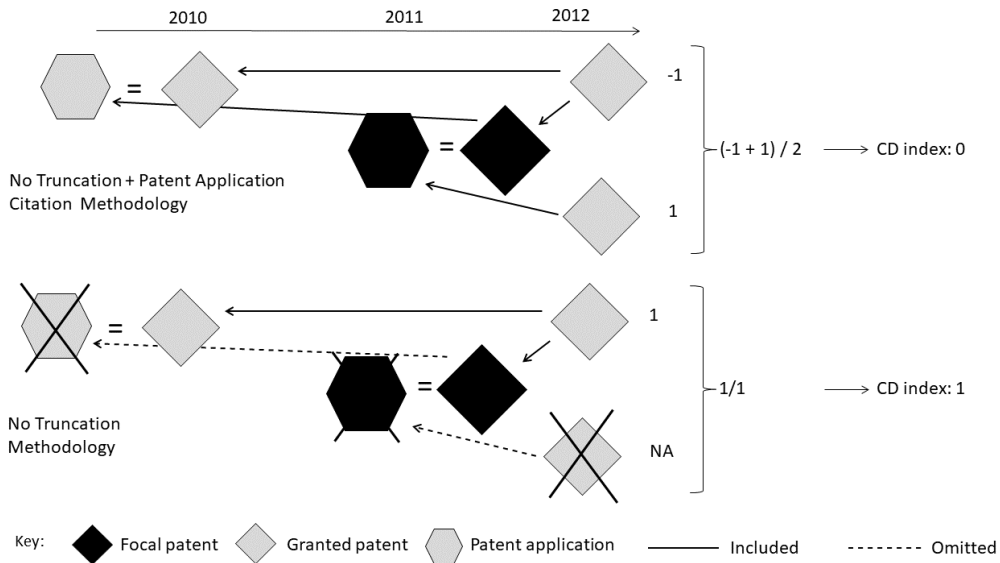 2010
2011
2012
=
-1
=
(-1 + 1) / 2
CD index: 0
No Truncation + Patent Application
Citation Methodology
1
=
1
=
1/1
CD index: 1
No Truncation
Methodology
NA
Key:
Focal patent
Granted patent
Patent application
Included
Omitted